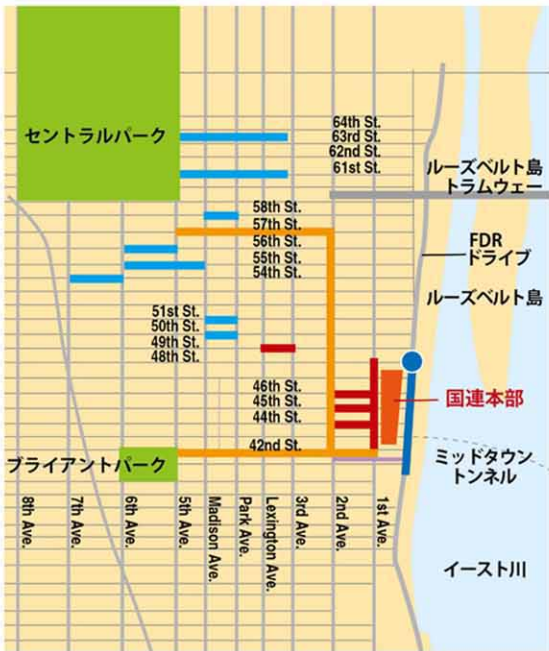 セントラルパーク
64th St.
63rd St.
62nd St.
61st St.
ルーズベルト島
トラムウェー
58th St.
57th St.
56th St.
55th St.
54th St.
FDR
ドライブ
ルーズベルト島
51st St.
50th St.
49th St.
48th St.
46th St.
45th St.
44th St.
42nd St.
国連本部
ブライアントパーク
ミッドタウン
トンネル
8th Ave.
7th Ave.
6th Ave.
5th Ave.
Madison Ave.
Park Ave.
Lexington Ave.
3rd Ave.
2nd Ave.
1st Ave.
イースト川